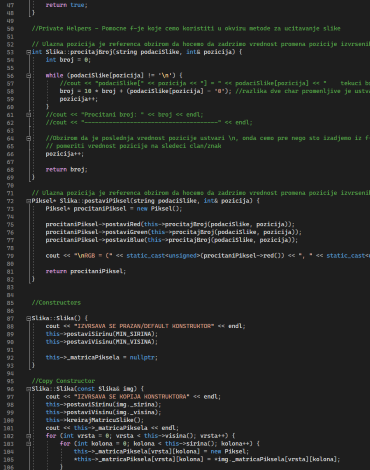 47 return true;
48 }
49
50 //Private Helpers - Pomocne f-je koje cemo koristiti u okviru metode za ucitavanje slike
51
52 // Ulazna pozicija je referenca obzirom da hocemo da zadrzimo vrednost promena pozicije izvrsenih
53 int Slika::procitajBroj(string podaciSlike, int& pozicija) {
54 int broj = 0;
55
56 while (podaciSlike[pozicija] != '\n') {
57 //cout << "podaciSlike[" << pozicija << "] = " << podaciSlike[pozicija] << " tekuci
58 broj = 10 * broj + (podaciSlike[pozicija] - '0'); //razlika dve char promenljive je ustva
59 pozicija++;
60 }
61 //cout << "Procitani broj: " << broj << endl;
62 //cout << " " << endl;
63
64 //Obzirom da je poslednja vrednost pozicije ustvari \n, onda cemo pre nego sto izadjemo iz f
65 // pomeriti vrednost pozicije na sledeci clan/znak
66 pozicija++;
67
68 return broj;
69 }
70
71 // Ulazna pozicija je referenca obzirom da hocemo da zadrzimo vrednost promena pozicije izvrsenih
72 Piksel* Slika::postaviPiksel(string podaciSlike, int& pozicija) {
73 Piksel* procitaniPiksel = new Piksel();
74
75 procitaniPiksel->postaviRed(this->procitajBroj(podaciSlike, pozicija));
76 procitaniPiksel->postaviGreen(this->procitajBroj(podaciSlike, pozicija));
77 procitaniPiksel->postaviBlue(this->procitajBroj(podaciSlike, pozicija));
78
79 cout << "\nRGB = (" << static_cast<unsigned>(procitaniPiksel->red()) << ", " << static_cast<u
80
81 return procitaniPiksel;
82 }
83
84
85 //Constructors
86
87 Slika::Slika() {
88 cout << "IZVRSAVA SE PRAZAN/DEFAULT KONSTRUKTOR" << endl;
89 this->postaviSirinu(MIN_SIRINA);
90 this->postaviSirinu(MIN_VISINA);
91
92 this->_matricaPiksela = nullptr;
93 }
94
95 //Copy Constructor
96 Slika::Slika(const Slika& img) {
97 cout << "IZVRSAVA SE KOPIJA KONSTRUKTORA" << endl;
98 this->postaviSirinu(img._sirina);
99 this->postaviSirinu(img._visina);
100 this->kreirajMatricuSlike();
101 cout << this->_matricaPiksela << endl;
102 for (int vrsta = 0; vrsta < this->visina(); vrsta++) {
103 for (int kolona = 0; kolona < this->sirina(); kolona++) {
104 this->_matricaPiksela[vrsta][kolona] = new Piksel;
105 *this->_matricaPiksela[vrsta][kolona] = *img._matricaPiksela[vrsta][kolona];
106 }